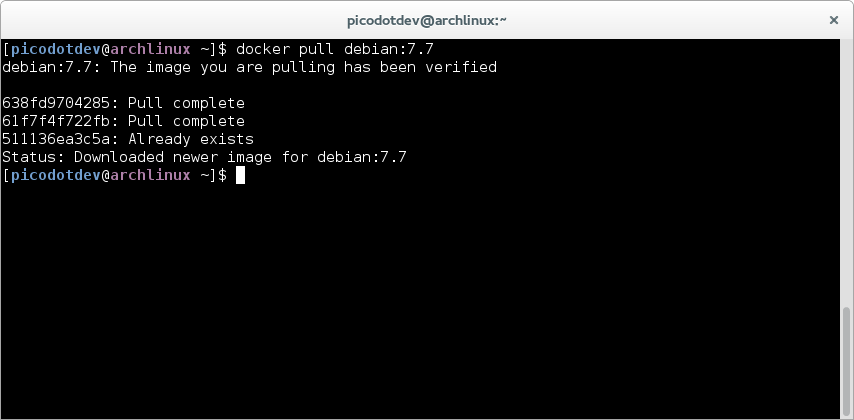 picodotdev@archlinux:~
[picodotdev@archlinux ~]$ docker pull debian:7.7
debian:7.7: The image you are pulling has been verified
638fd9704285: Pull complete
61f7f4f722fb: Pull complete
511136ea3c5a: Already exists
Status: Downloaded newer image for debian:7.7
[picodotdev@archlinux ~]$